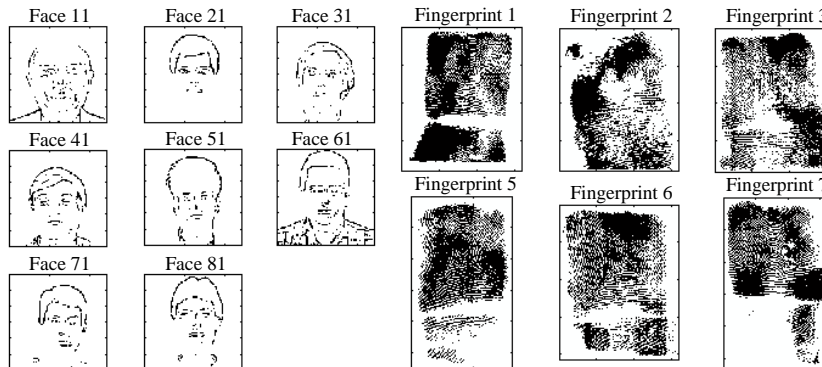 Face 11
Face 21
Face 31
Face 41
Face 51
Face 61
Face 71
Face 81
Fingerprint 1
Fingerprint 2
Fingerprint 3
Fingerprint 5
Fingerprint 6
Fingerprint 7